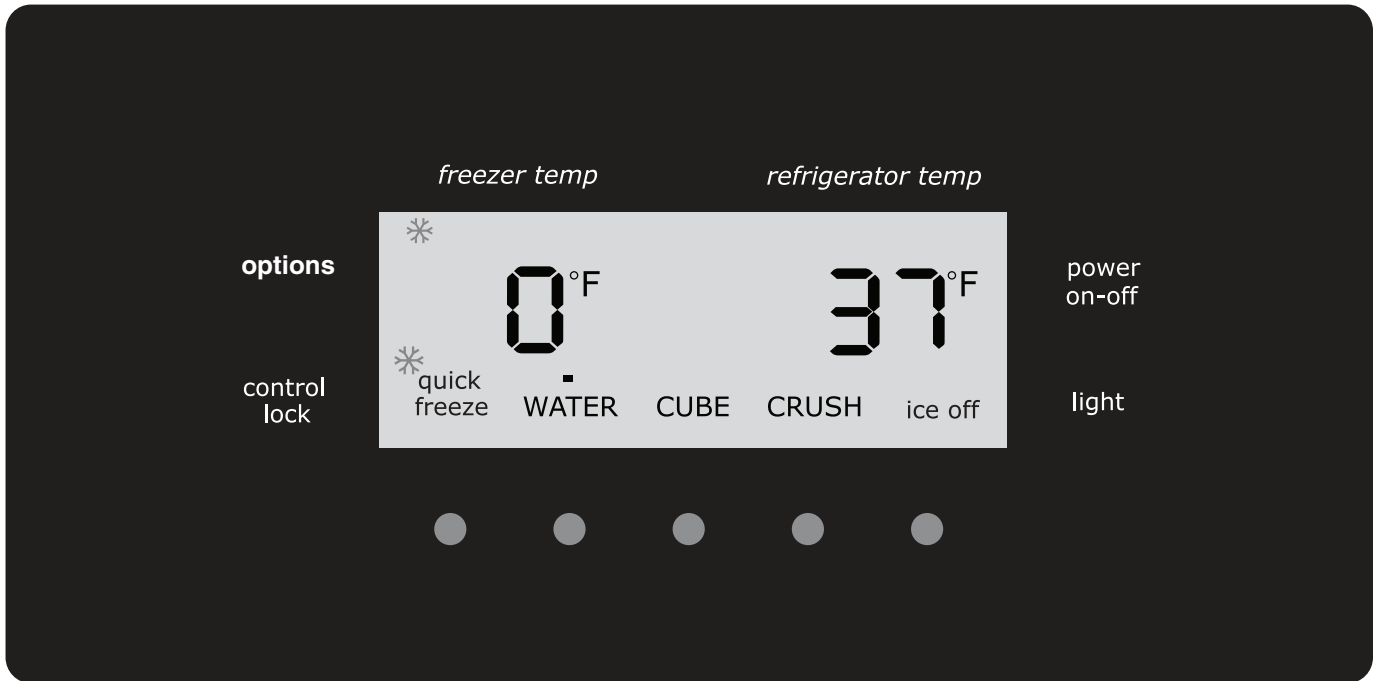 freezer temp
refrigerator temp
options
0°F
37°F
power
on-off
control
lock
quick
freeze
WATER
CUBE
CRUSH
ice off
light